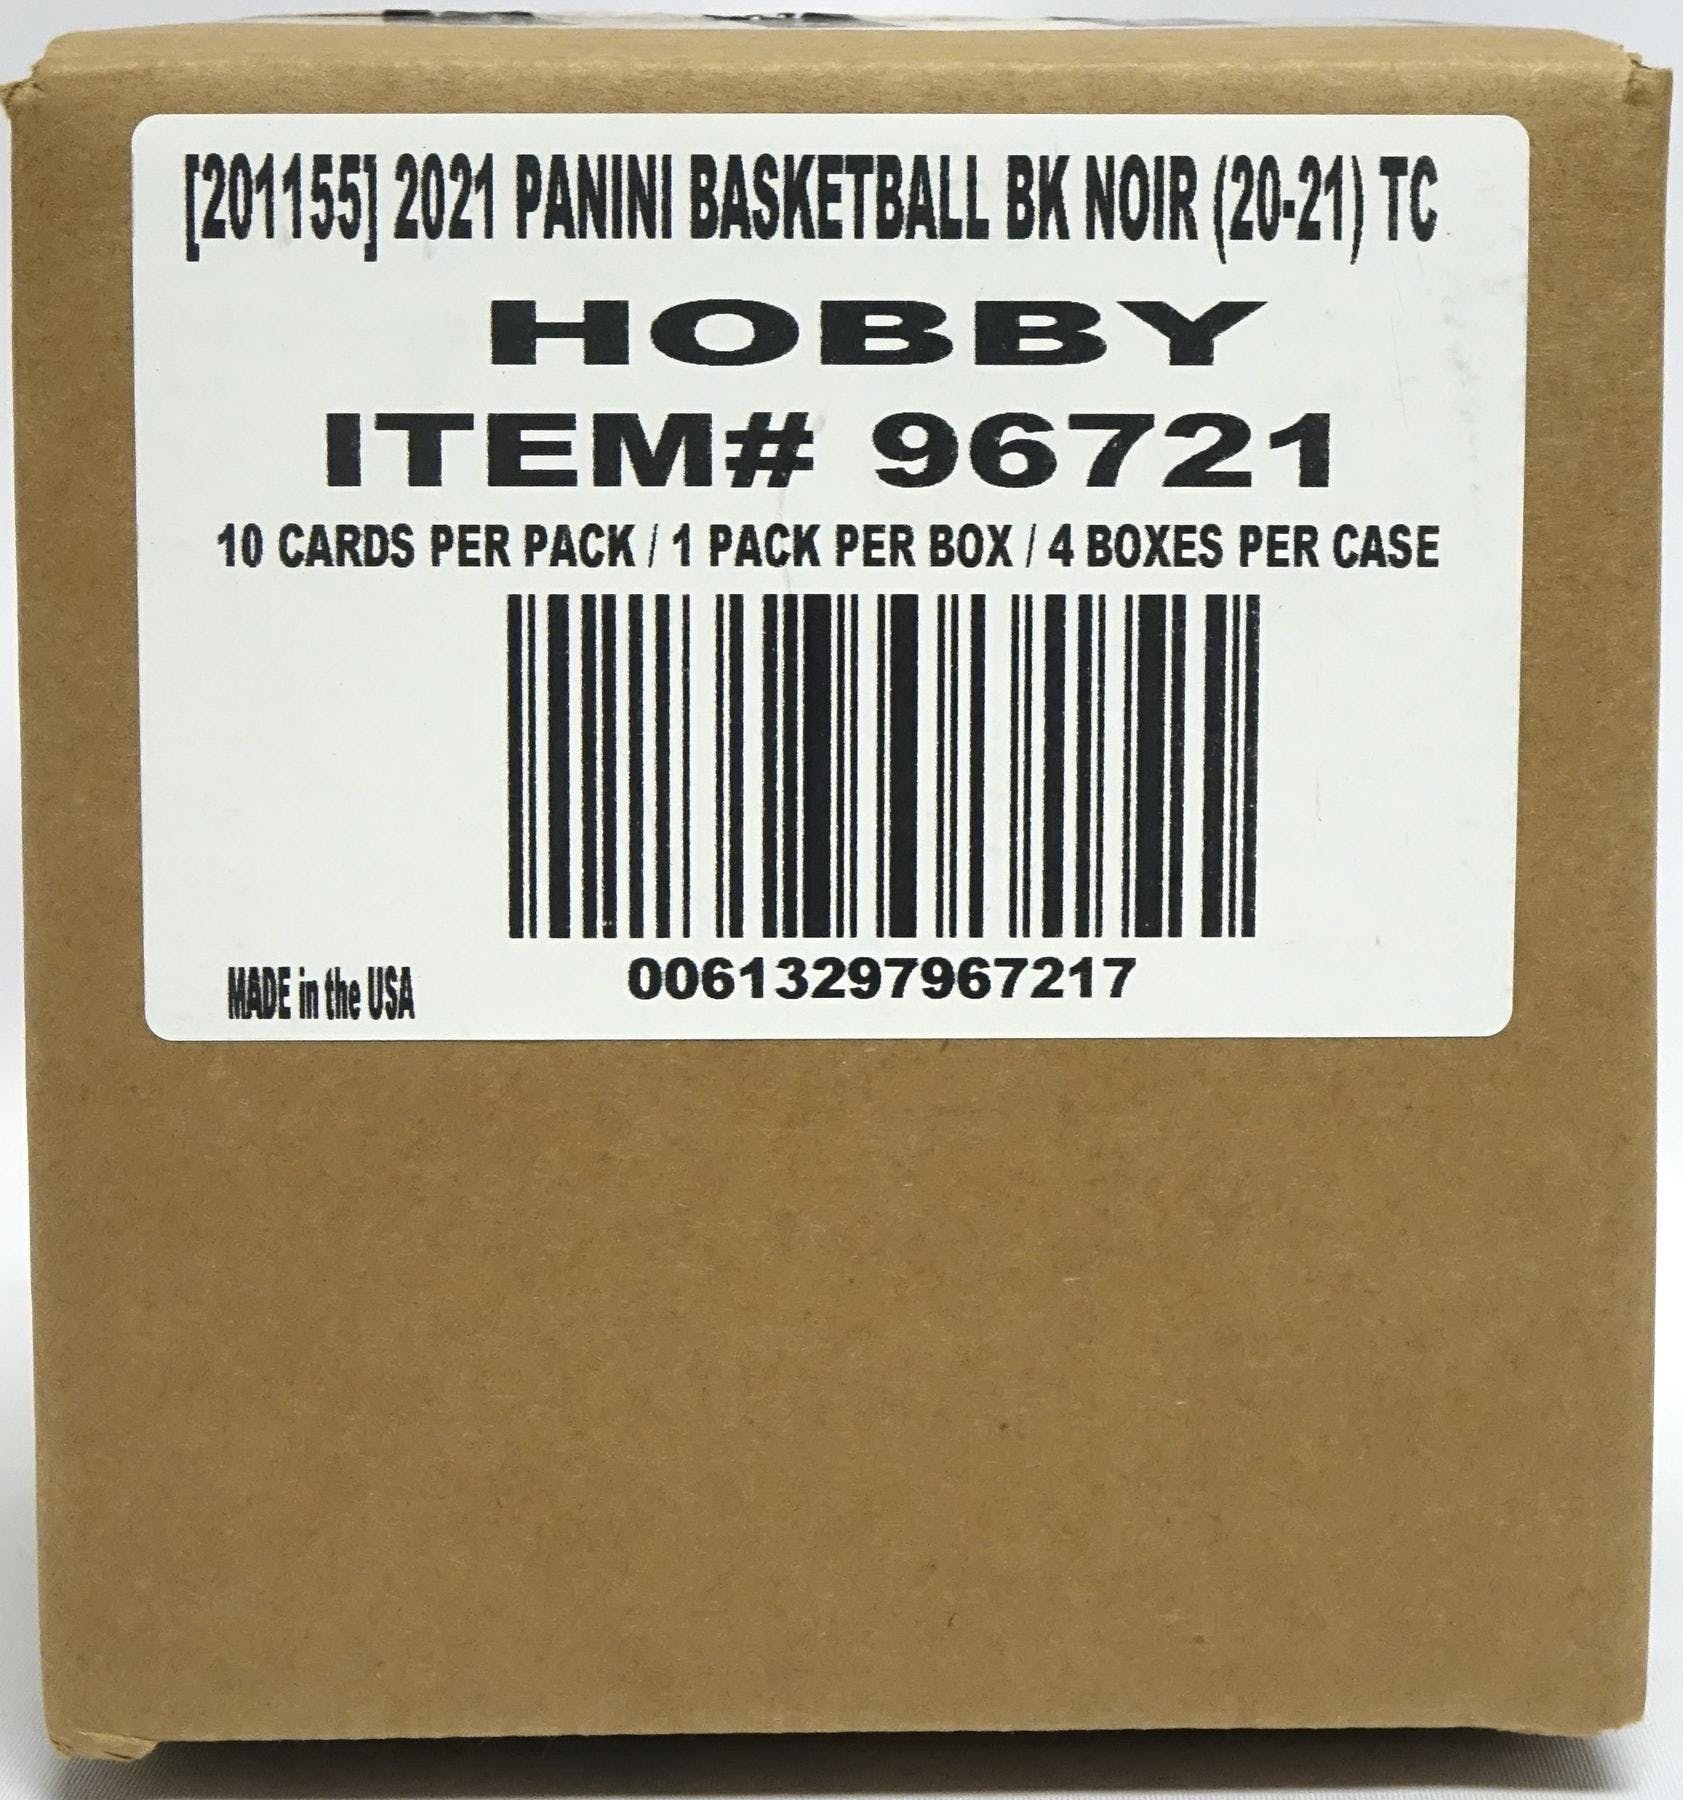 [201155] 2021 PANINI BASKETBALL BK NOIR (20-21) TC
HOBBY
ITEM# 96721
10 CARDS PER PACK / 1 PACK PER BOX / 4 BOXES PER CASE
00613297967217
MADE in the USA